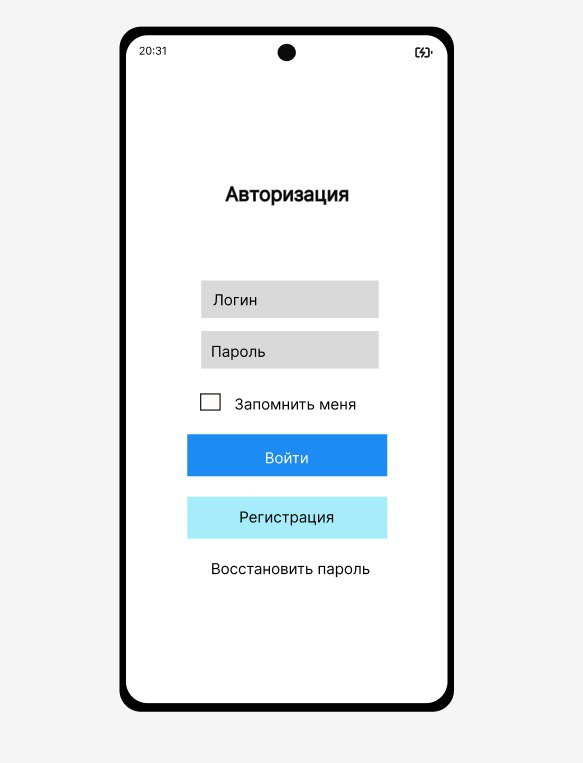 20:31
Авторизация
Логин
Пароль
Запомнить меня
Войти
Регистрация
Восстановить пароль